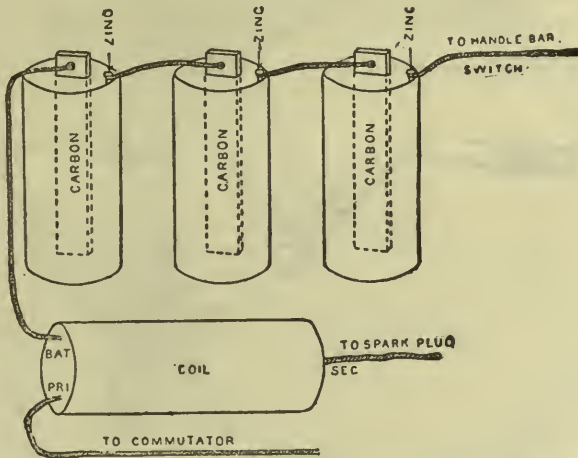 ZINC
ZINC
ZINC
TO HANDLE BAR.
SWITCH.
CARBON
CARBON
CARBON
BAT
COIL
TO SPARK PLUG
SEC
PRI
TO COMMUTATOR